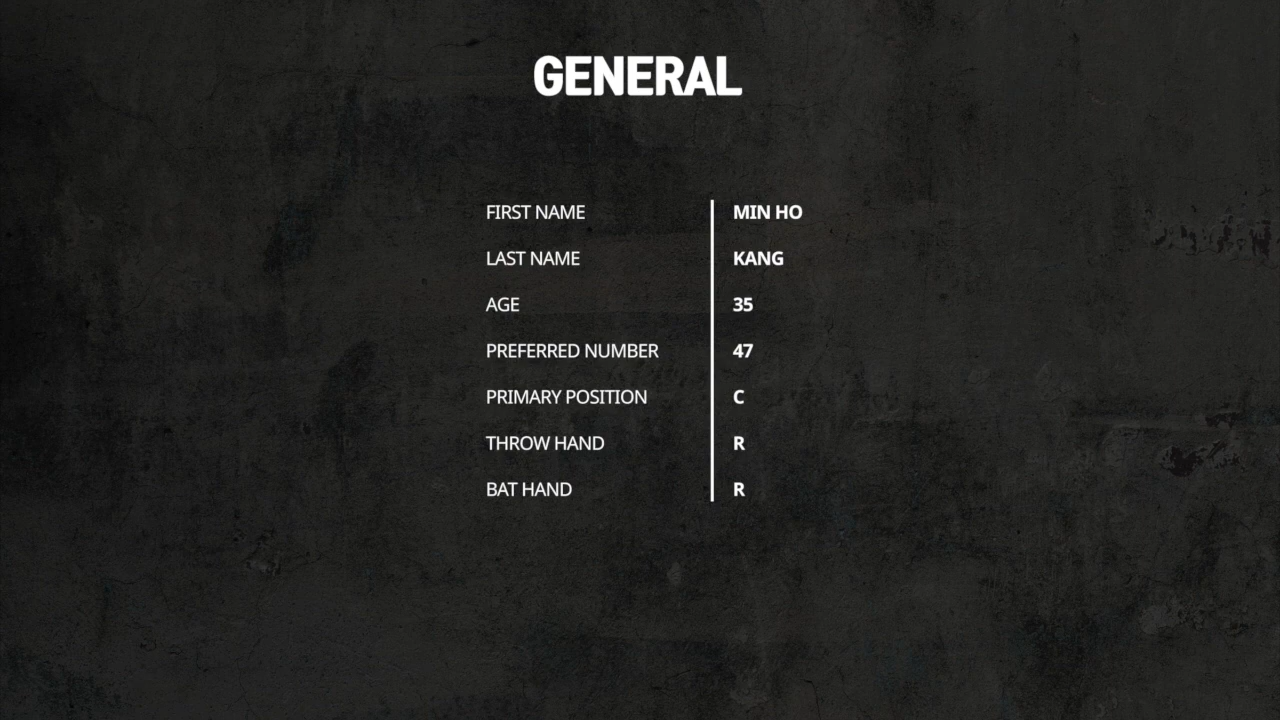 GENERAL
FIRST NAME MIN HO
LAST NAME KANG
AGE 35
PREFERRED NUMBER 47
PRIMARY POSITION C
THROW HAND R
BAT HAND R